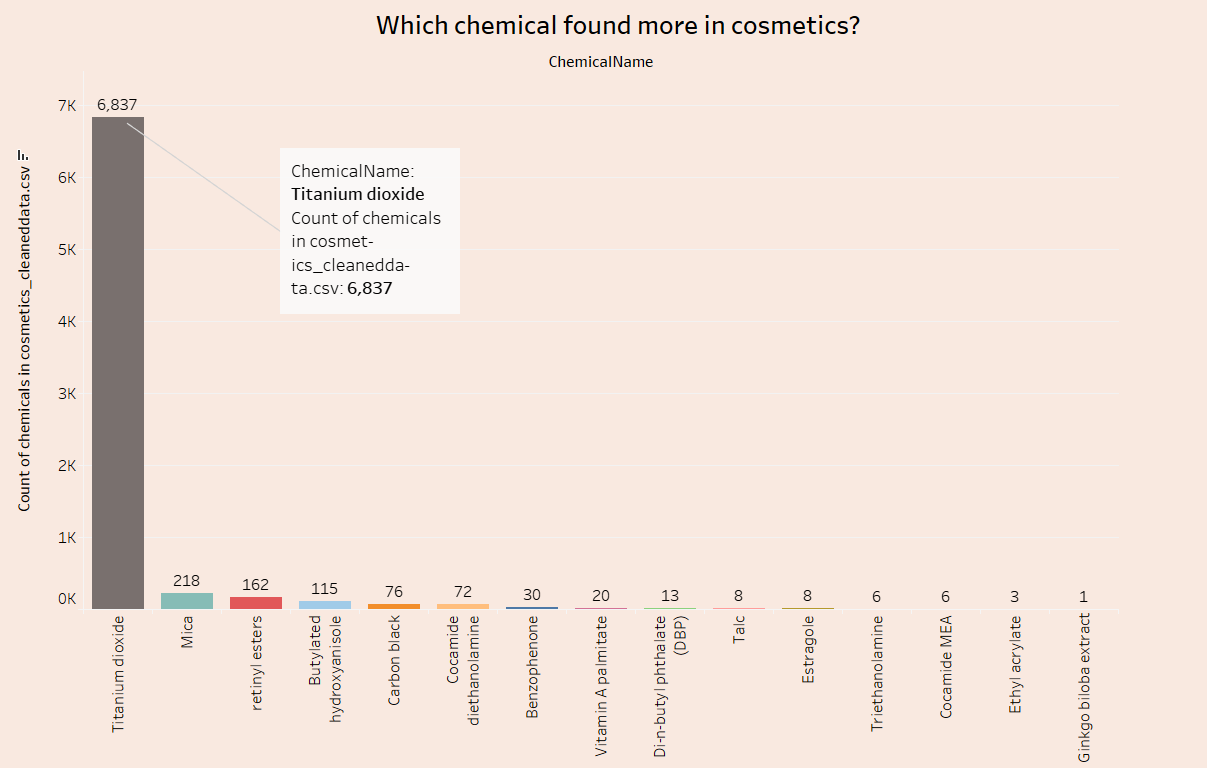 Which chemical found more in cosmetics?
ChemicalName
Count of chemicals in cosmetics_cleaneddata.csv
7K
6K
5K
4K
3K
2K
1K
0K
6,837
218
162
115
76
72
30
20
13
8
8
6
6
3
1
ChemicalName:
Titanium dioxide
Count of chemicals
in cosmet-
ics_cleanedda-
ta.csv: 6,837
Titanium dioxide
Mica
retinyl esters
Butylated
hydroxyanisole
Carbon black
Cocamide
diethanolamine
Benzophenone
Vitamin A palmitate
Di-n-butyl phthalate
(DBP)
Talc
Estragole
Triethanolamine
Cocamide MEA
Ethyl acrylate
Ginkgo biloba extract